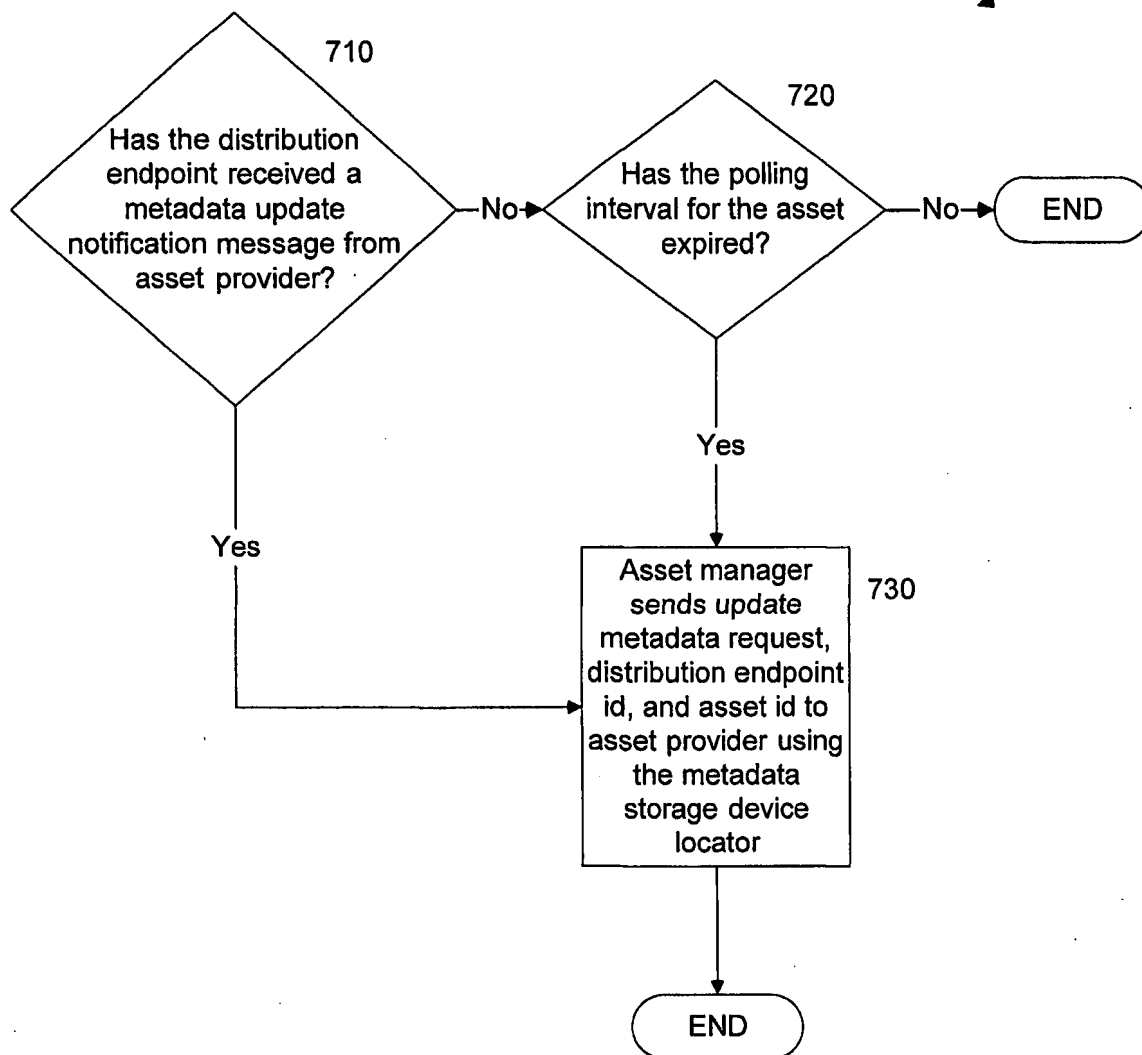 710
Has the distribution
endpoint received a
metadata update
notification message from
asset provider?
No
720
Has the polling
interval for the asset
expired?
No
END
Yes
Yes
Asset manager
sends update
metadata request,
distribution endpoint
id, and asset id to
asset provider using
the metadata
storage device
locator
730
END